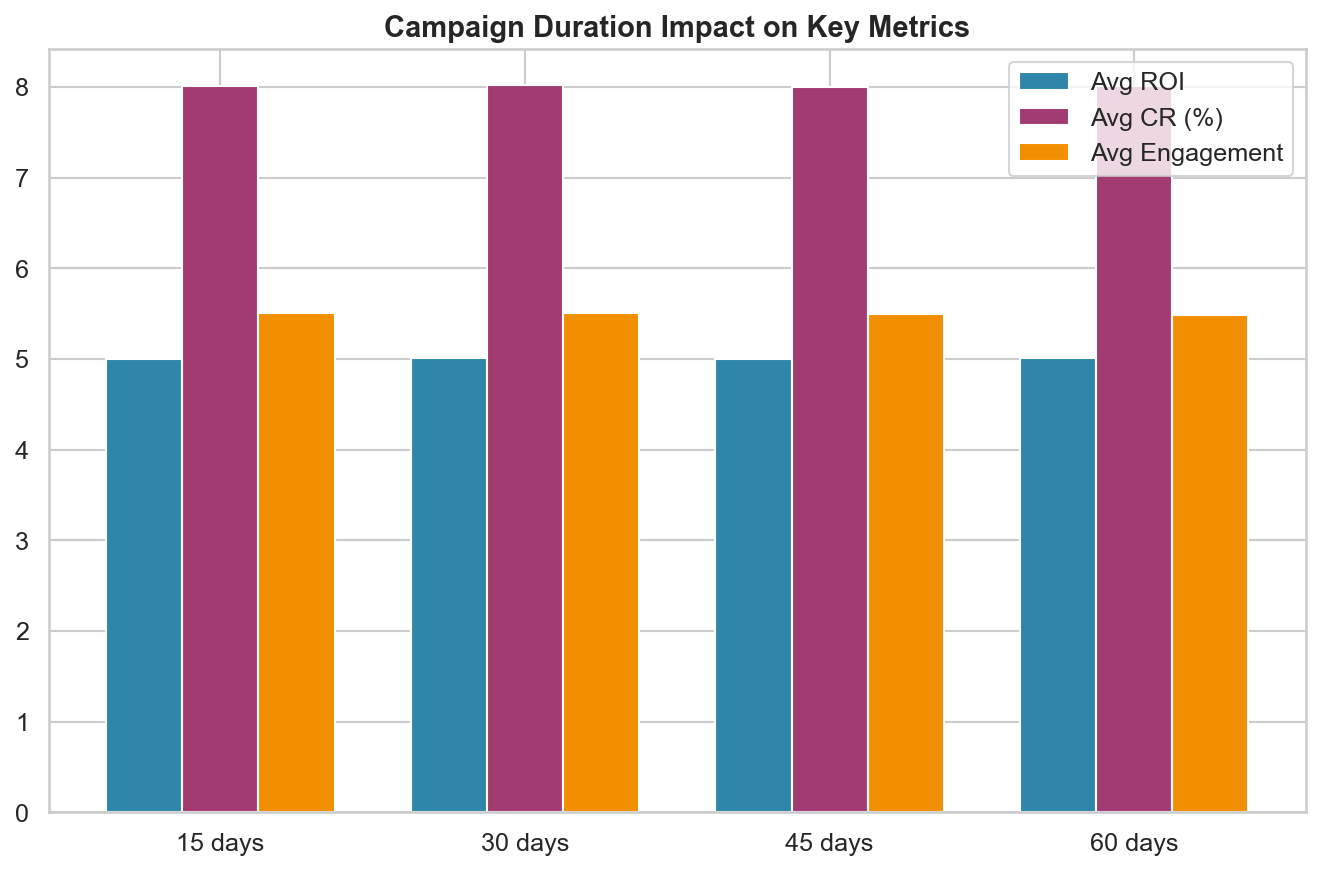 Campaign Duration Impact on Key Metrics
Avg ROI
Avg CR (%)
Avg Engagement
8
7
6
5
4
3
2
1
0
15 days
30 days
45 days
60 days